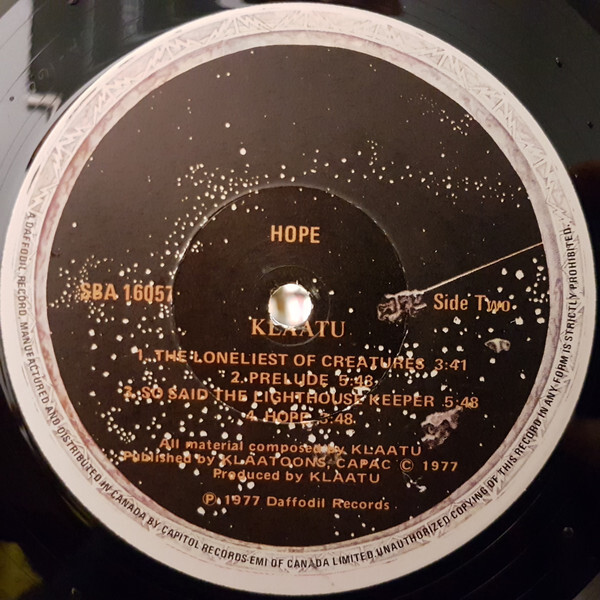 HOPE
SBA 16057
Side Two
KLAATU
1. THE LONELIEST OF CREATURES 3:41
2. PRELUDE 5:48
3. SO SAID THE LIGHTHOUSE KEEPER 5:48
4. HOPE 3:48
All material composed by KLAATU
Published by KLAATOONS, CAPAC © 1977
Produced by KLAATU
℗ 1977 Daffodil Records
A DAFFODIL RECORD. MANUFACTURED AND DISTRIBUTED IN CANADA BY CAPITOL RECORDS-EMI OF CANADA LIMITED. UNAUTHORIZED COPYING OF THIS RECORD IN ANY FORM IS STRICTLY PROHIBITED.